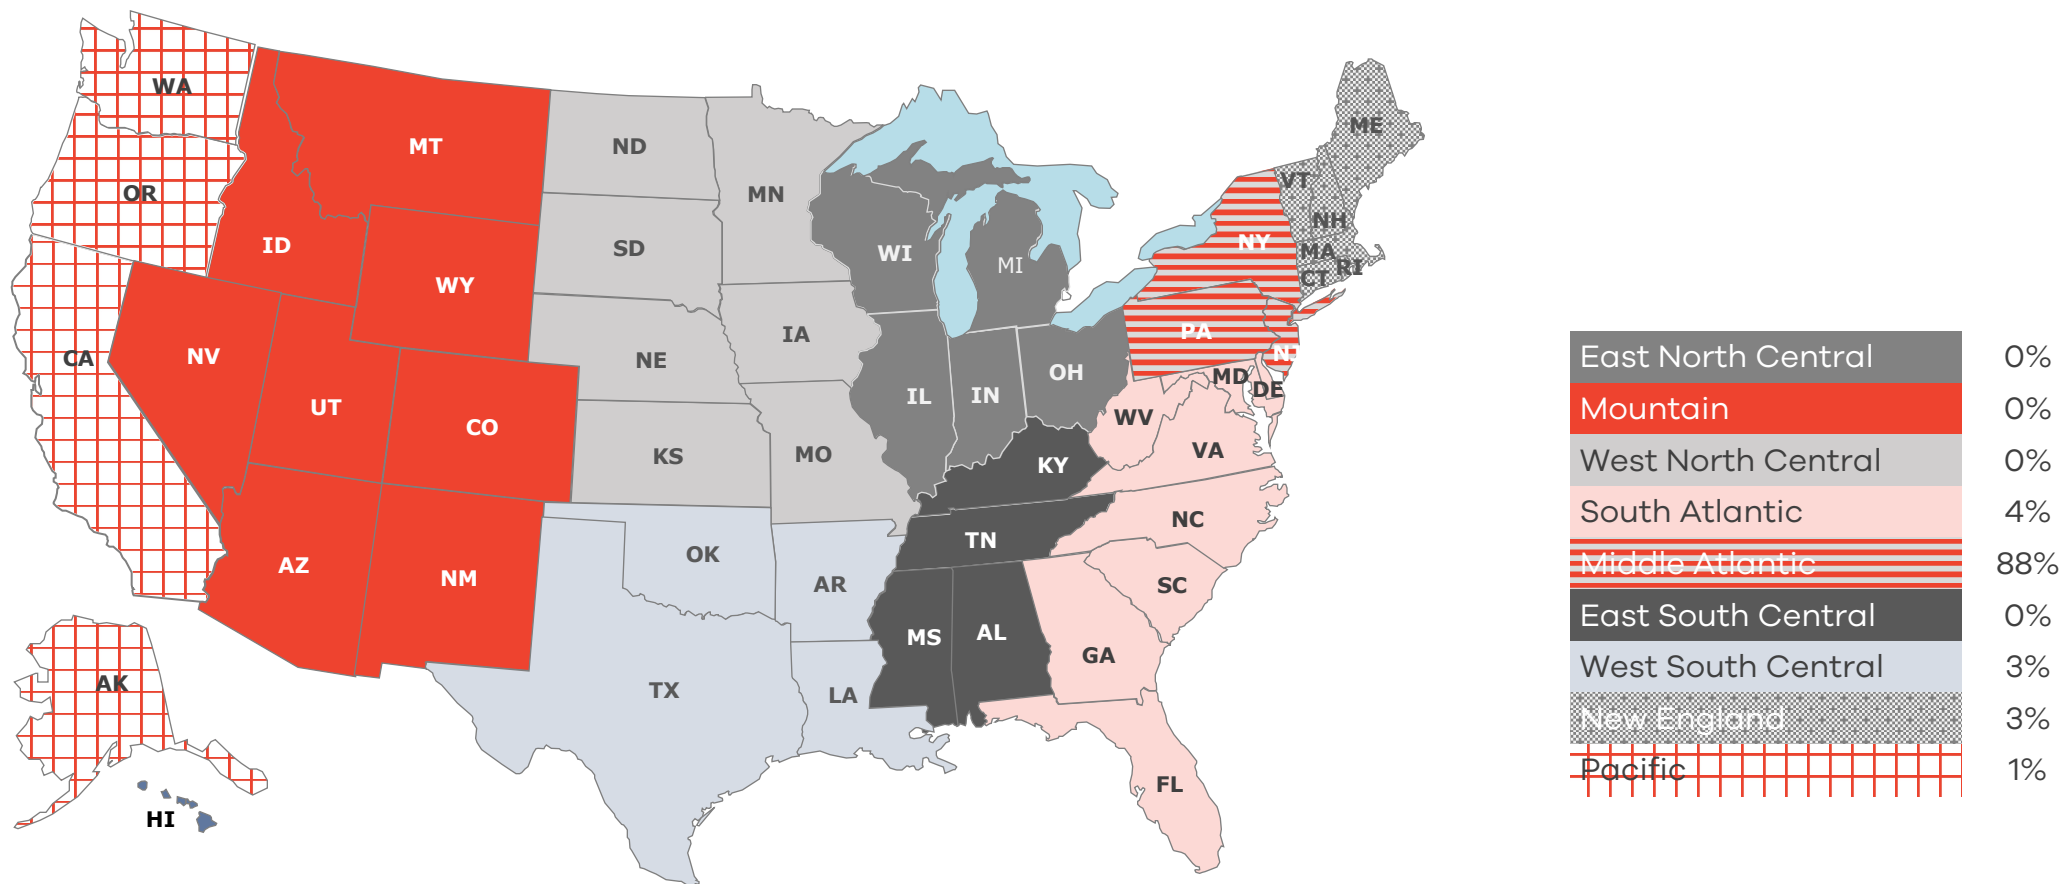 WA
OR
CA
NV
ID
MT
WY
UT
CO
AZ
NM
ND
SD
NE
KS
MN
IA
MO
OK
TX
AR
LA
WI
MI
IL
IN
OH
KY
TN
MS
AL
ME
VT
NH
MA
RI
CT
NY
PA
NJ
MD
DE
WV
VA
NC
SC
GA
FL
AK
HI
East North Central 0%
Mountain 0%
West North Central 0%
South Atlantic 4%
Middle Atlantic 88%
East South Central 0%
West South Central 3%
New England 3%
Pacific 1%